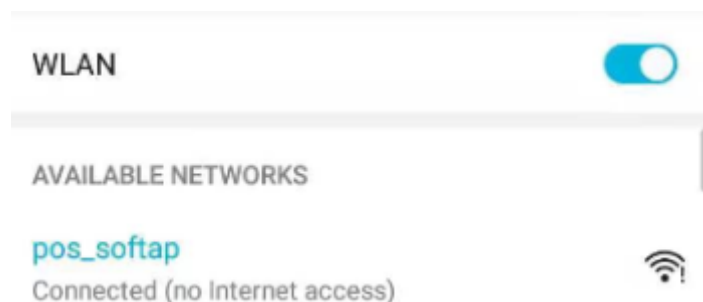 WLAN
AVAILABLE NETWORKS
pos_softap
Connected (no Internet access)